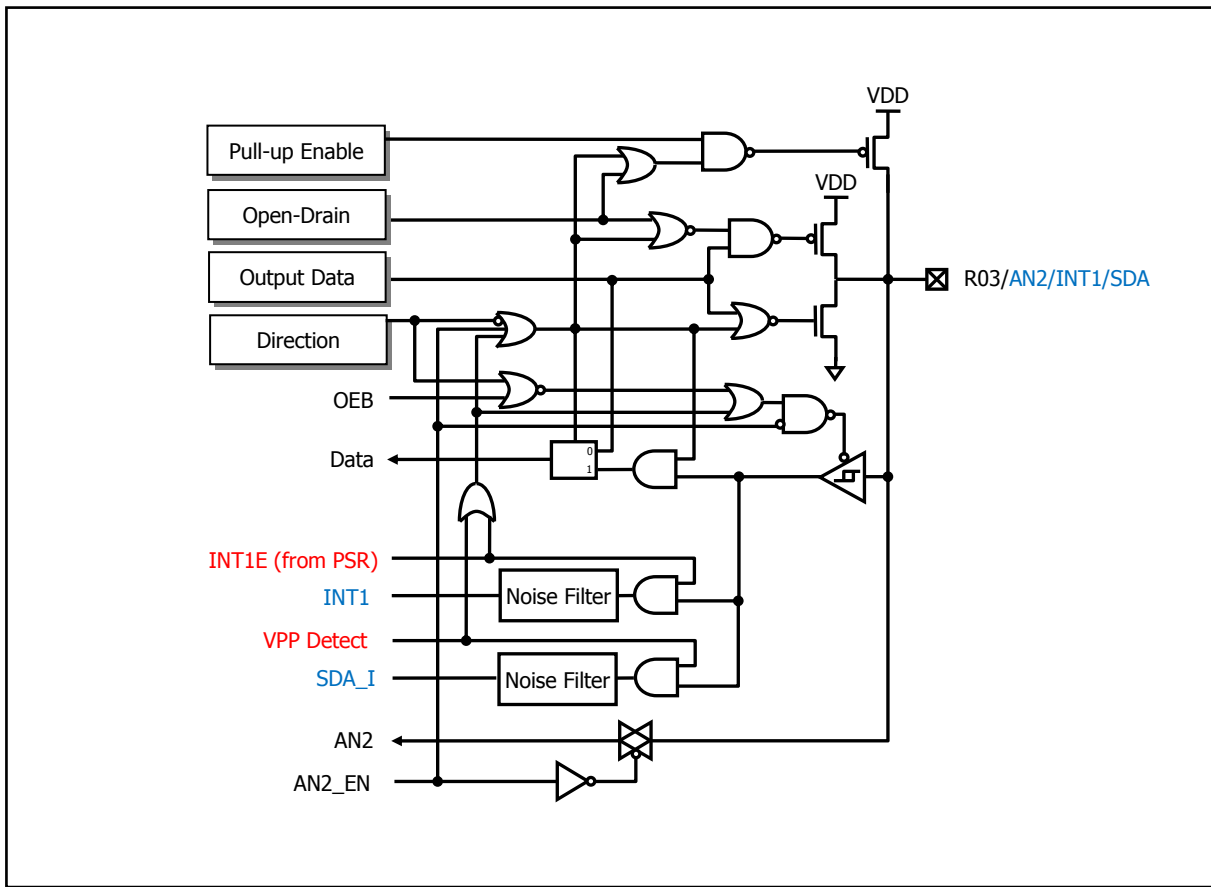 VDD
Pull-up Enable
VDD
Open-Drain
Output Data
R03/AN2/INT1/SDA
Direction
OEB
0
Data
1
INT1E (from PSR)
INT1
Noise Filter
VPP Detect
SDA_I
Noise Filter
AN2
AN2_EN